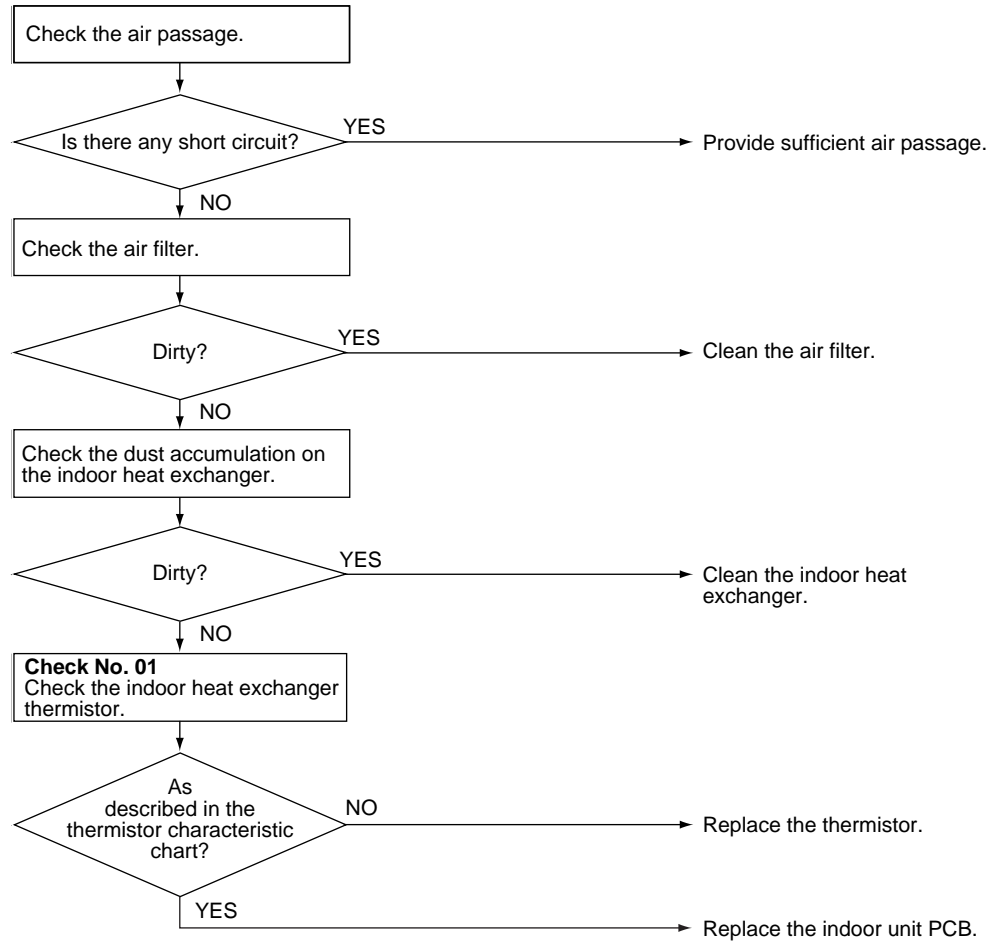 Check the air passage.
Is there any short circuit?
YES
Provide sufficient air passage.
NO
Check the air filter.
Dirty?
YES
Clean the air filter.
NO
Check the dust accumulation on
the indoor heat exchanger.
Dirty?
YES
Clean the indoor heat
exchanger.
NO
Check No. 01
Check the indoor heat exchanger
thermistor.
As
described in the
thermistor characteristic
chart?
NO
Replace the thermistor.
YES
Replace the indoor unit PCB.